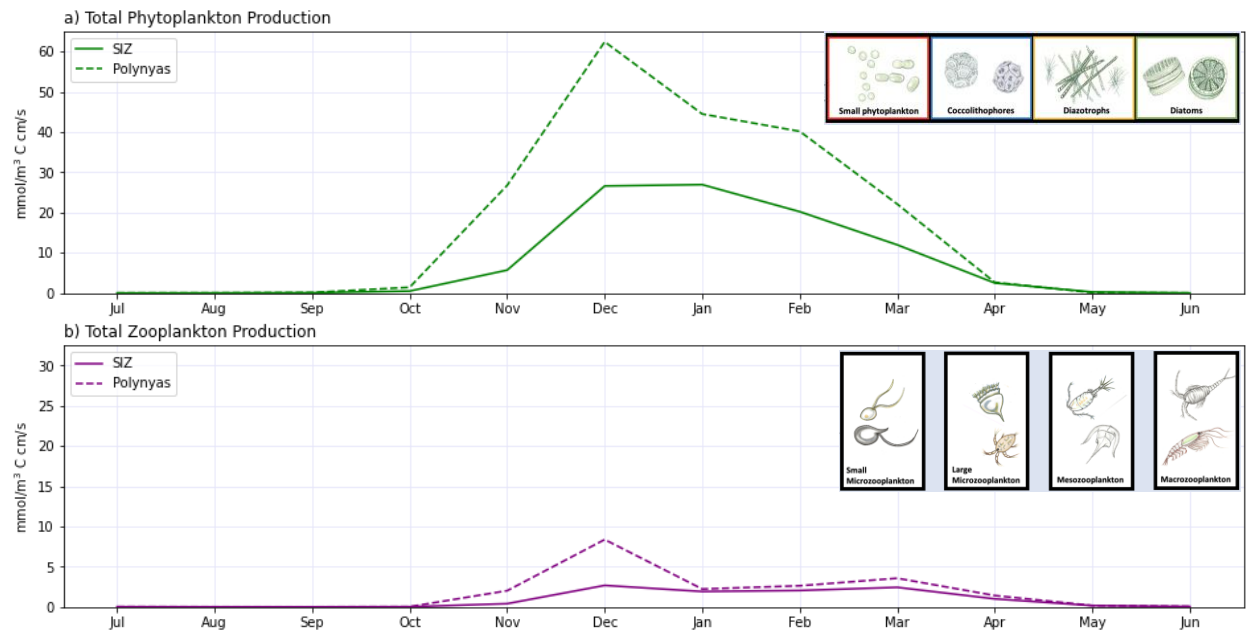 a) Total Phytoplankton Production
SIZ
Polynyas
mmol/m³ C cm/s
60
50
40
30
20
10
0
Small phytoplankton
Coccolithophores
Diazotrophs
Diatoms
Jul Aug Sep Oct Nov Dec Jan Feb Mar Apr May Jun
b) Total Zooplankton Production
SIZ
Polynyas
mmol/m³ C cm/s
30
25
20
15
10
5
0
Small
Microzooplankton
Large
Microzooplankton
Mesozooplankton
Macrozooplankton
Jul Aug Sep Oct Nov Dec Jan Feb Mar Apr May Jun